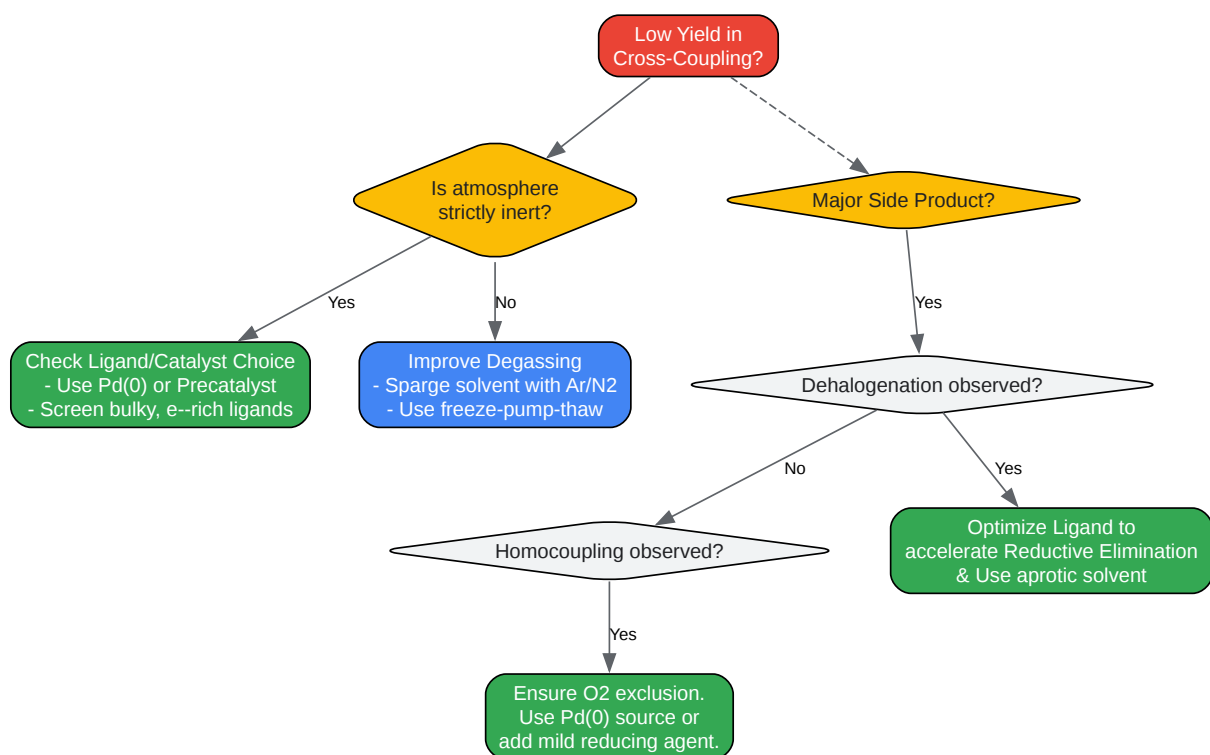 Low Yield in
Cross-Coupling?
Is atmosphere
strictly inert?
Major Side Product?
Yes
No
Yes
Check Ligand/Catalyst Choice
- Use Pd(0) or Precatalyst
- Screen bulky, e--rich ligands
Improve Degassing
- Sparge solvent with Ar/N2
- Use freeze-pump-thaw
Dehalogenation observed?
No
Yes
Homocoupling observed?
Optimize Ligand to
accelerate Reductive Elimination
& Use aprotic solvent
Yes
Ensure O2 exclusion.
Use Pd(0) source or
add mild reducing agent.